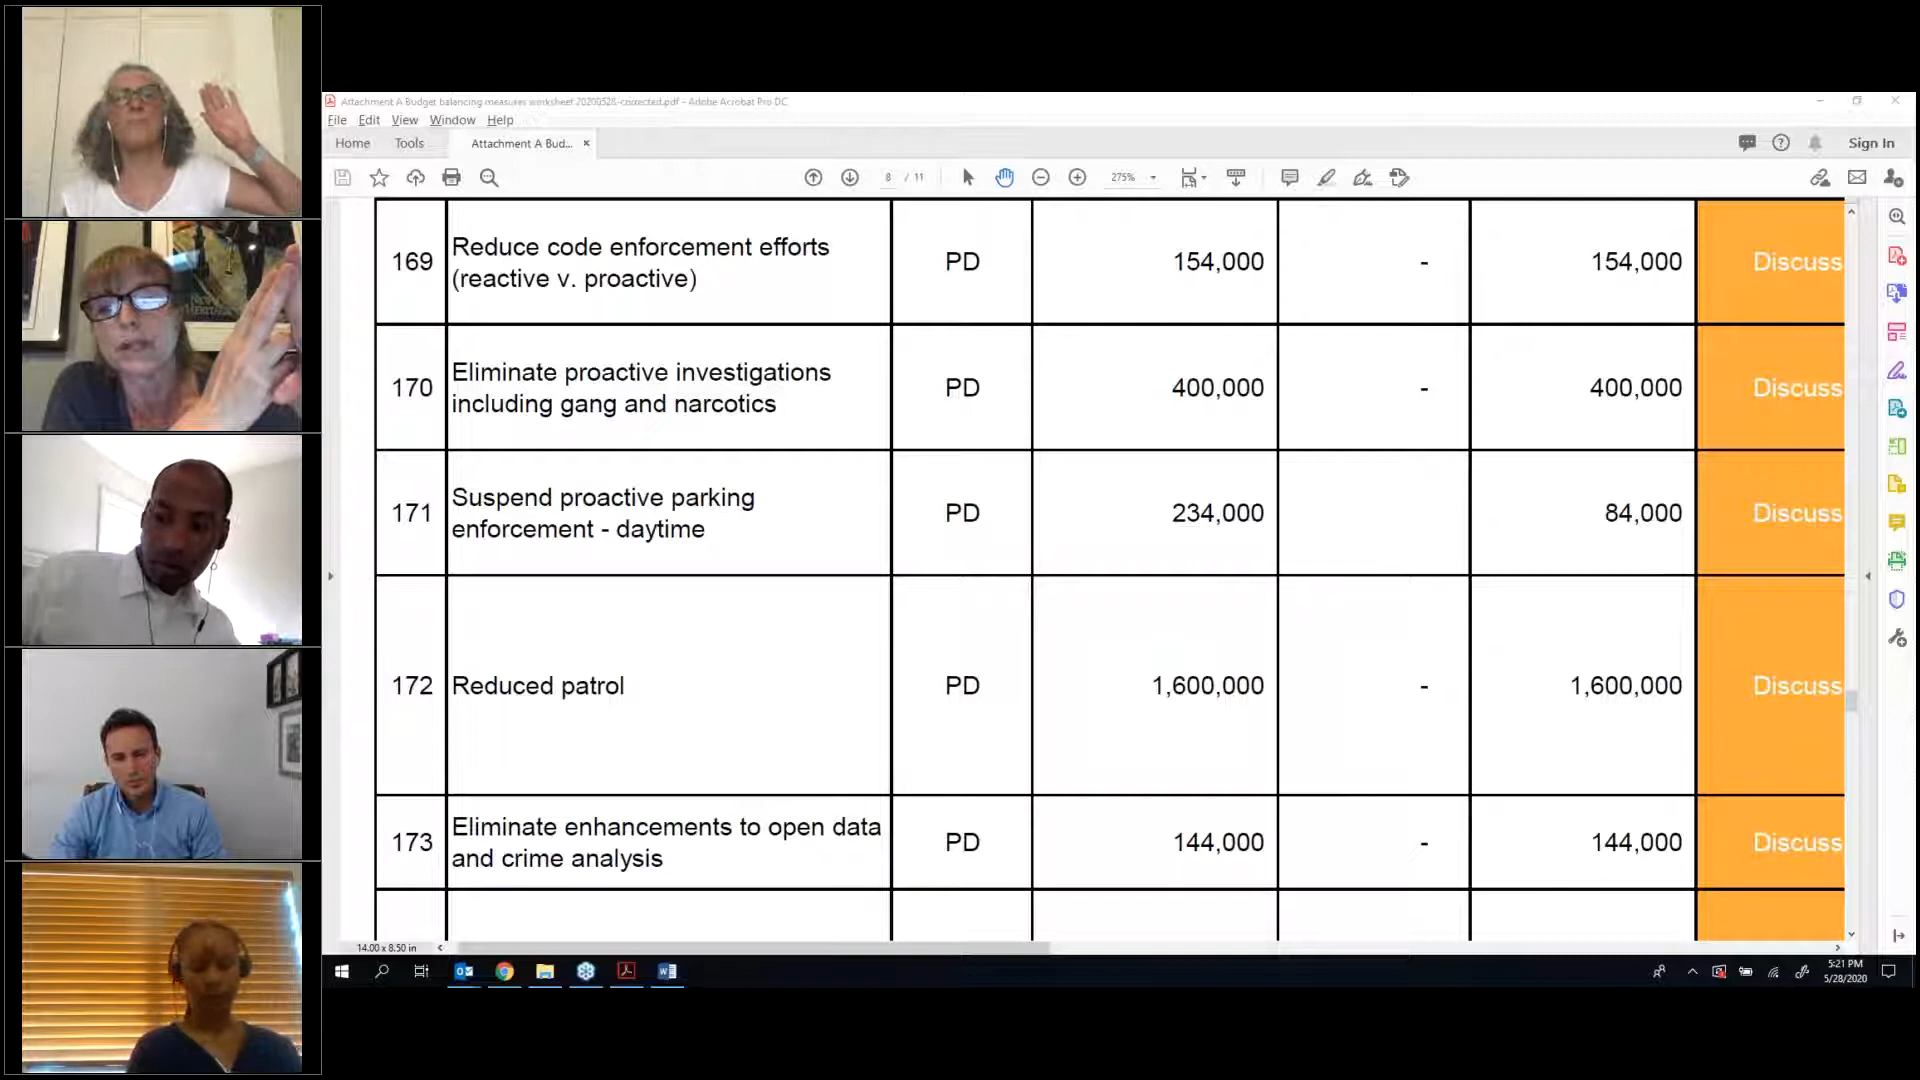 Attachment A Budget balancing measures worksheet 20200528-corrected.pdf - Adobe Acrobat Pro DC
File Edit View Window Help
Home Tools Attachment A Bud... × Sign In
8 / 11 275%
169 Reduce code enforcement efforts (reactive v. proactive) PD 154,000 - 154,000 Discuss
170 Eliminate proactive investigations including gang and narcotics PD 400,000 - 400,000 Discuss
171 Suspend proactive parking enforcement - daytime PD 234,000 84,000 Discuss
172 Reduced patrol PD 1,600,000 - 1,600,000 Discuss
173 Eliminate enhancements to open data and crime analysis PD 144,000 - 144,000 Discuss
14.00 x 8.50 in
5:21 PM
5/28/2020